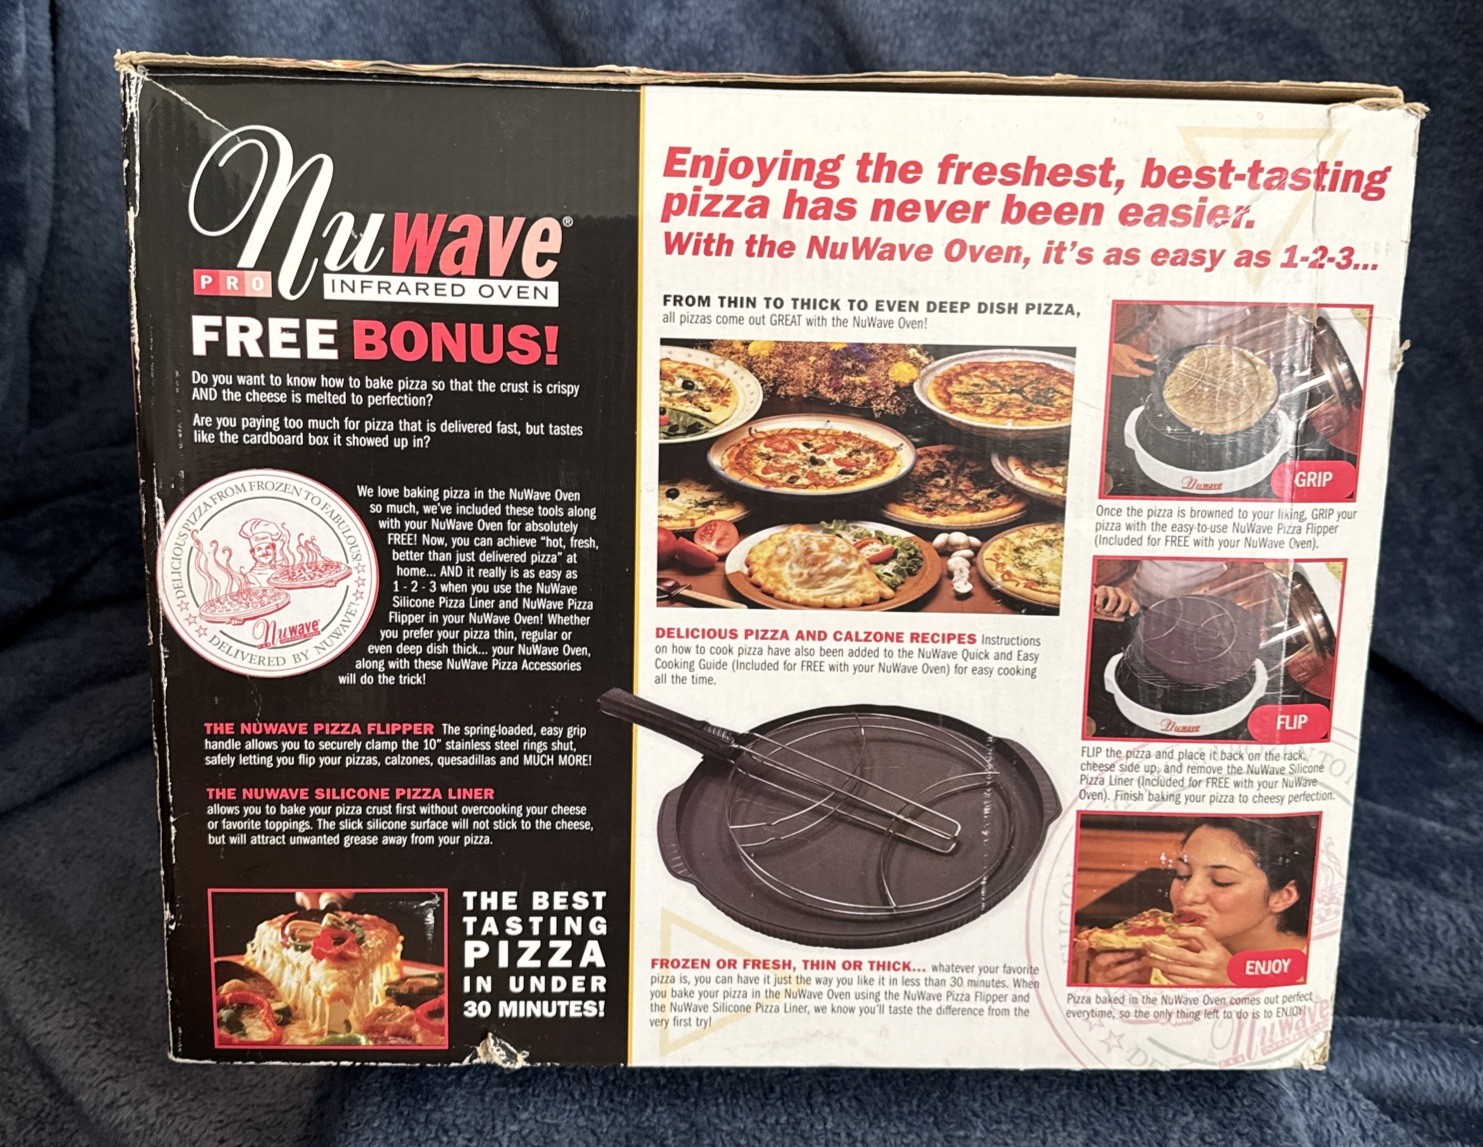 Nuwave®
PRO INFRARED OVEN
FREE BONUS!
Do you want to know how to bake pizza so that the crust is crispy
AND the cheese is melted to perfection?
Are you paying too much for pizza that is delivered fast, but tastes
like the cardboard box it showed up in?
DELICIOUS PIZZA FROM FROZEN TO FABULOUS!
Nuwave
DELIVERED BY NUWAVE!
We love baking pizza in the NuWave Oven
so much, we've included these tools along
with your NuWave Oven for absolutely
FREE! Now, you can achieve "hot, fresh,
better than just delivered pizza" at
home... AND it really is as easy as
1 - 2 - 3 when you use the NuWave
Silicone Pizza Liner and NuWave Pizza
Flipper in your NuWave Oven! Whether
you prefer your pizza thin, regular or
even deep dish thick... your NuWave Oven,
along with these NuWave Pizza Accessories
will do the trick!
THE NUWAVE PIZZA FLIPPER The spring-loaded, easy grip
handle allows you to securely clamp the 10" stainless steel rings shut,
safely letting you flip your pizzas, calzones, quesadillas and MUCH MORE!
THE NUWAVE SILICONE PIZZA LINER
allows you to bake your pizza crust first without overcooking your cheese
or favorite toppings. The slick silicone surface will not stick to the cheese,
but will attract unwanted grease away from your pizza.
THE BEST
TASTING
PIZZA
IN UNDER
30 MINUTES!
Enjoying the freshest, best-tasting
pizza has never been easier.
With the NuWave Oven, it's as easy as 1-2-3...
FROM THIN TO THICK TO EVEN DEEP DISH PIZZA,
all pizzas come out GREAT with the NuWave Oven!
DELICIOUS PIZZA AND CALZONE RECIPES Instructions
on how to cook pizza have also been added to the NuWave Quick and Easy
Cooking Guide (Included for FREE with your NuWave Oven) for easy cooking
all the time.
FROZEN OR FRESH, THIN OR THICK... whatever your favorite
pizza is, you can have it just the way you like it in less than 30 minutes. When
you bake your pizza in the NuWave Oven using the NuWave Pizza Flipper and
the NuWave Silicone Pizza Liner, we know you'll taste the difference from the
very first try!
Nuwave
GRIP
Once the pizza is browned to your liking, GRIP your
pizza with the easy-to-use NuWave Pizza Flipper
(Included for FREE with your NuWave Oven).
Nuwave
FLIP
FLIP the pizza and place it back on the rack,
cheese side up, and remove the NuWave Silicone
Pizza Liner (Included for FREE with your NuWave
Oven). Finish baking your pizza to cheesy perfection.
ENJOY
Pizza baked in the NuWave Oven comes out perfect
everytime, so the only thing left to do is to ENJOY!
Nuwave